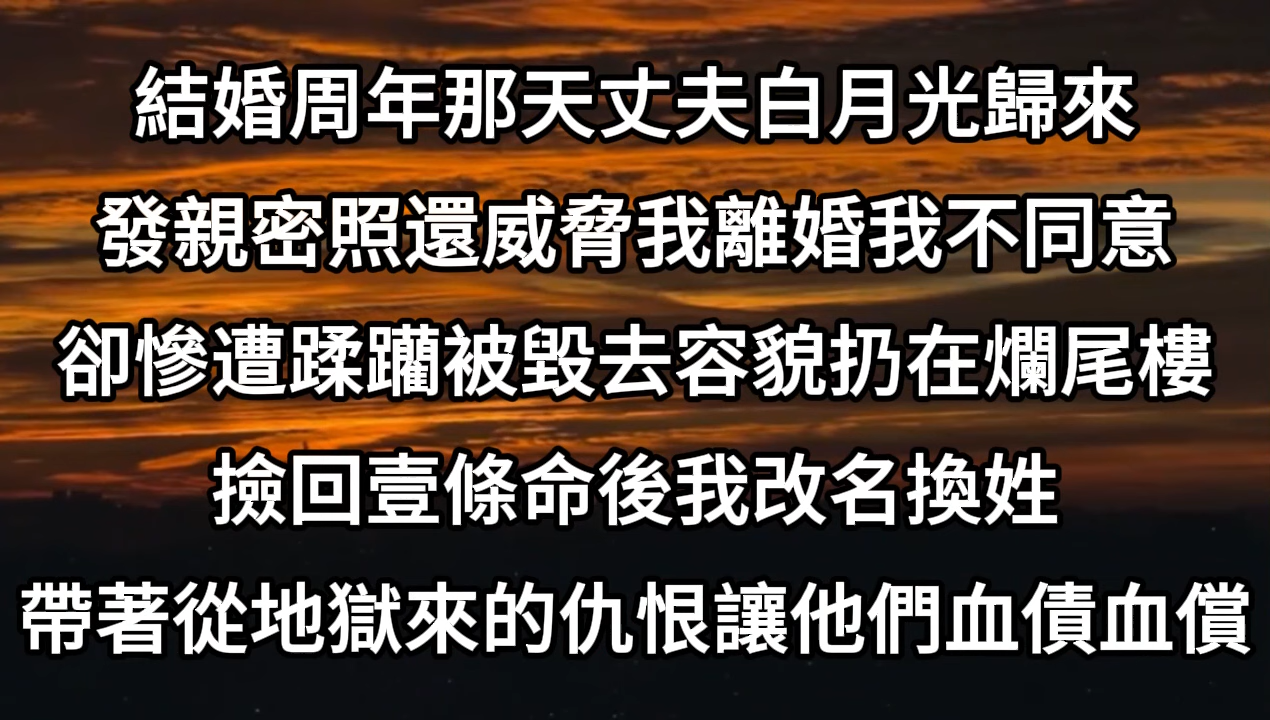 結婚周年那天丈夫白月光歸來
發親密照還威脅我離婚我不同意
卻慘遭蹂躪被毀去容貌扔在爛尾樓
撿回壹條命後我改名換姓
帶著從地獄來的仇恨讓他們血債血償